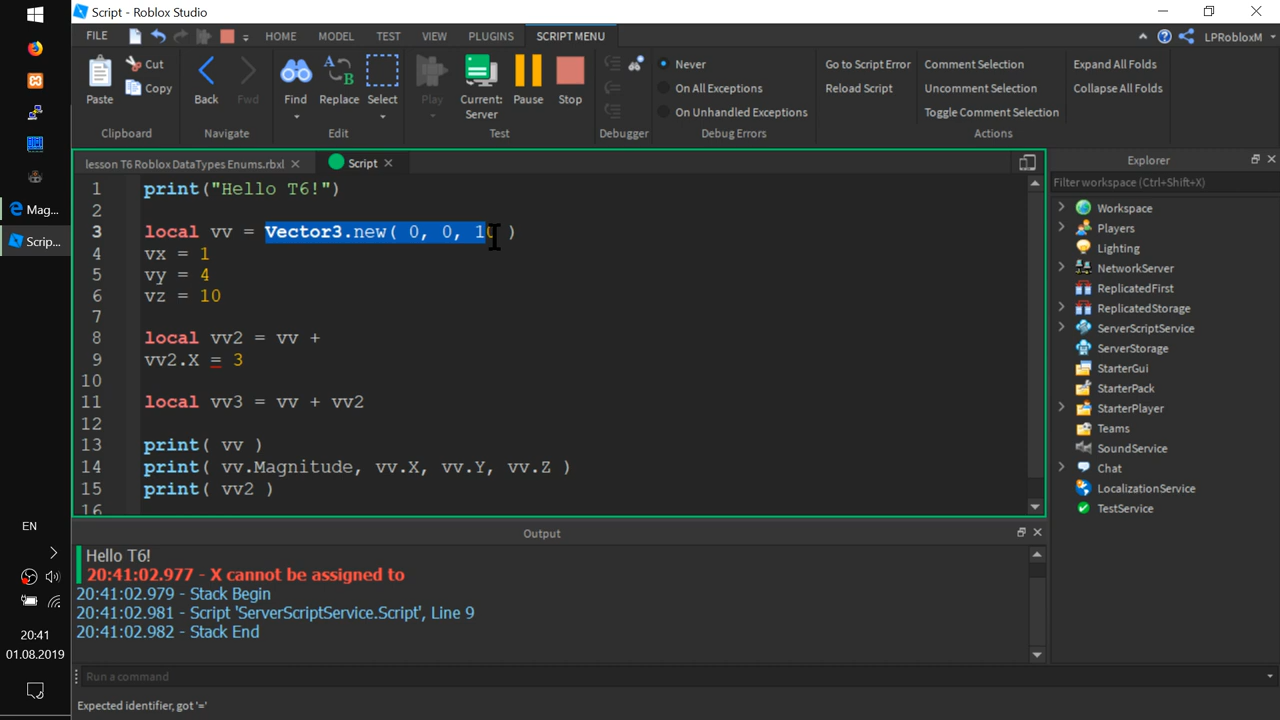 Script - Roblox Studio
FILE
HOME
MODEL
TEST
VIEW
PLUGINS
SCRIPT MENU
LPRobloxM
Paste
Cut
Copy
Clipboard
Back
Fwd
Navigate
Find
Replace
Select
Edit
Play
Current:
Server
Pause
Stop
Test
Debugger
Never
On All Exceptions
On Unhandled Exceptions
Debug Errors
Go to Script Error
Reload Script
Comment Selection
Uncomment Selection
Toggle Comment Selection
Actions
Expand All Folds
Collapse All Folds
lesson T6 Roblox DataTypes Enums.rbxl
Script
1 print("Hello T6!")
2
3 local vv = Vector3.new( 0, 0, 10 )
4 vx = 1
5 vy = 4
6 vz = 10
7
8 local vv2 = vv +
9 vv2.X = 3
10
11 local vv3 = vv + vv2
12
13 print( vv )
14 print( vv.Magnitude, vv.X, vv.Y, vv.Z )
15 print( vv2 )
16
Output
Hello T6!
20:41:02.977 - X cannot be assigned to
20:41:02.979 - Stack Begin
20:41:02.981 - Script 'ServerScriptService.Script', Line 9
20:41:02.982 - Stack End
Run a command
Expected identifier, got '='
Explorer
Filter workspace (Ctrl+Shift+X)
Workspace
Players
Lighting
NetworkServer
ReplicatedFirst
ReplicatedStorage
ServerScriptService
ServerStorage
StarterGui
StarterPack
StarterPlayer
Teams
SoundService
Chat
LocalizationService
TestService
Mag...
Scrip...
EN
20:41
01.08.2019